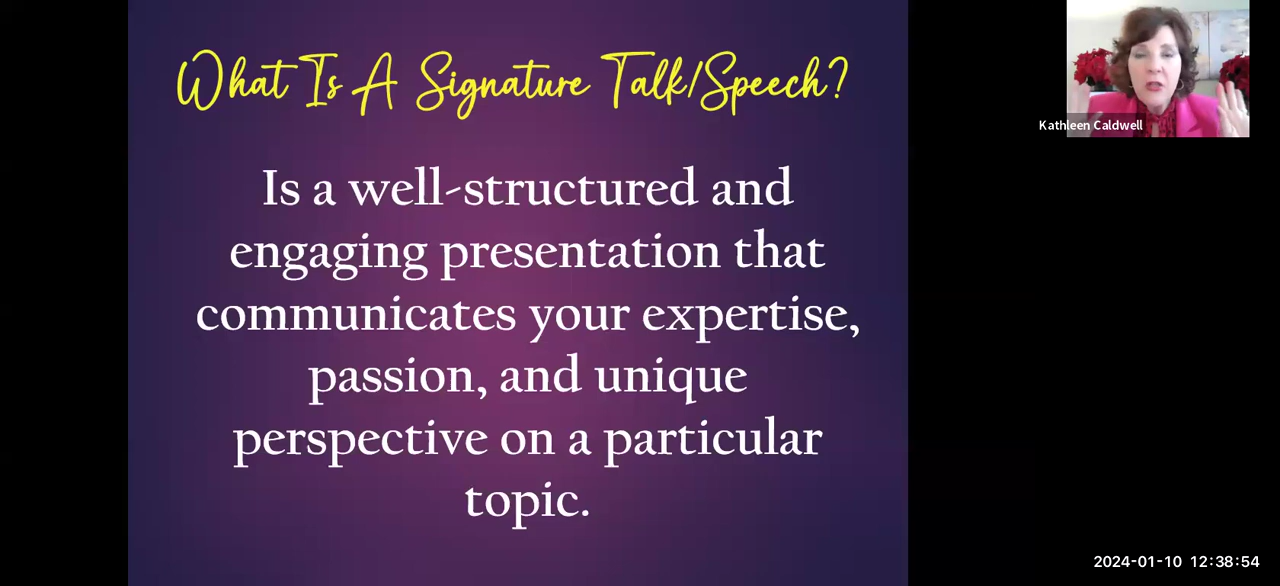 What Is A Signature Talk/Speech?
Is a well-structured and
engaging presentation that
communicates your expertise,
passion, and unique
perspective on a particular
topic.
Kathleen Caldwell
2024-01-10 12:38:54